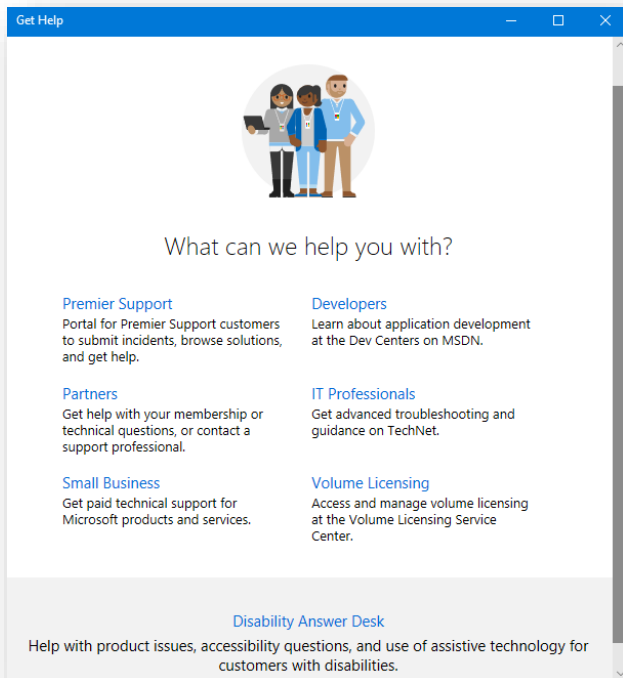 Get Help
What can we help you with?
Premier Support
Portal for Premier Support customers
to submit incidents, browse solutions,
and get help.
Developers
Learn about application development
at the Dev Centers on MSDN.
Partners
Get help with your membership or
technical questions, or contact a
support professional.
IT Professionals
Get advanced troubleshooting and
guidance on TechNet.
Small Business
Get paid technical support for
Microsoft products and services.
Volume Licensing
Access and manage volume licensing
at the Volume Licensing Service
Center.
Disability Answer Desk
Help with product issues, accessibility questions, and use of assistive technology for
customers with disabilities.